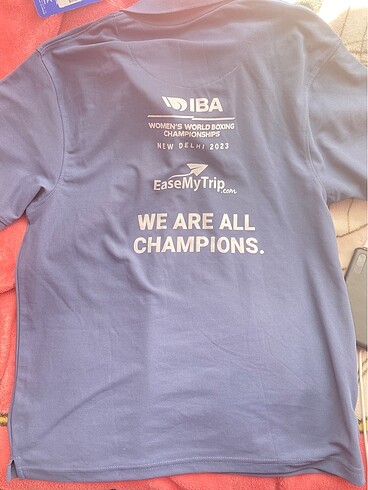 IBA
WOMEN'S WORLD BOXING
CHAMPIONSHIPS
NEW DELHI 2023
EaseMyTrip.com
WE ARE ALL
CHAMPIONS.